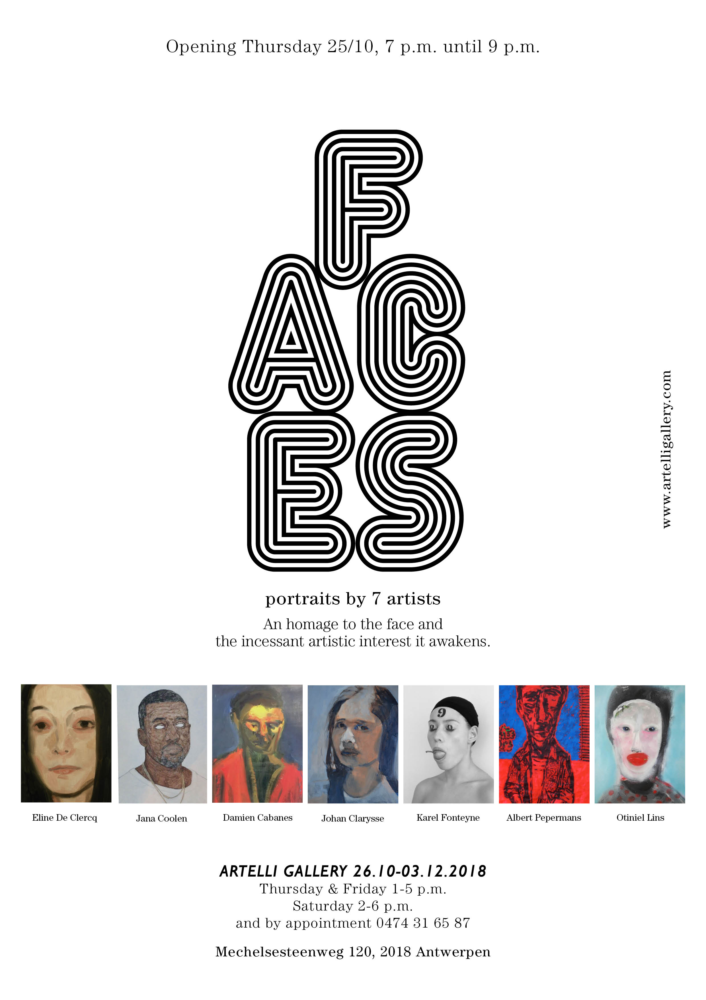 Opening Thursday 25/10, 7 p.m. until 9 p.m.
F
AC
ES
www.artelligallery.com
portraits by 7 artists
An homage to the face and
the incessant artistic interest it awakens.
9
Eline De Clercq
Jana Coolen
Damien Cabanes
Johan Clarysse
Karel Fonteyne
Albert Pepermans
Otiniel Lins
ARTELLI GALLERY 26.10-03.12.2018
Thursday & Friday 1-5 p.m.
Saturday 2-6 p.m.
and by appointment 0474 31 65 87
Mechelsesteenweg 120, 2018 Antwerpen